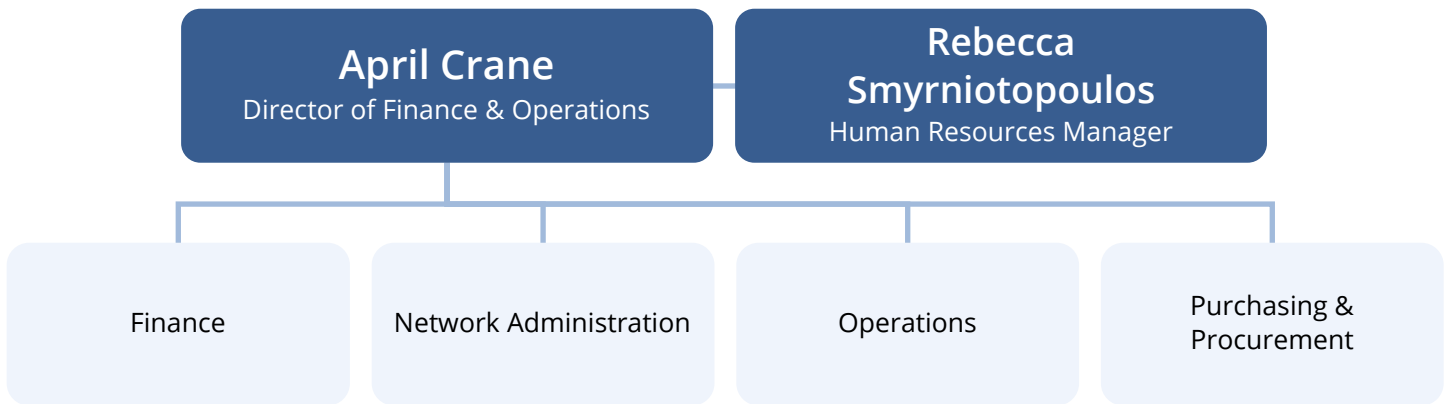 April Crane
Director of Finance & Operations
Rebecca
Smyrniotopoulos
Human Resources Manager
Finance
Network Administration
Operations
Purchasing &
Procurement